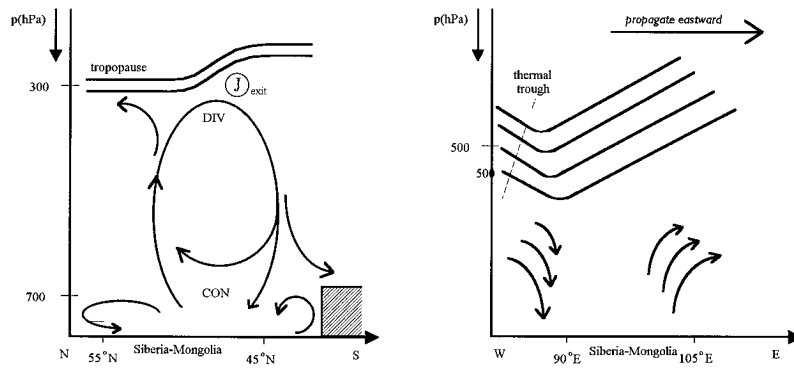 p(hPa)
tropopause
300
J exit
DIV
CON
700
N
55°N
Siberia-Mongolia
45°N
S
p(hPa)
propagate eastward
thermal
trough
500
500
W
90°E
Siberia-Mongolia
105°E
E